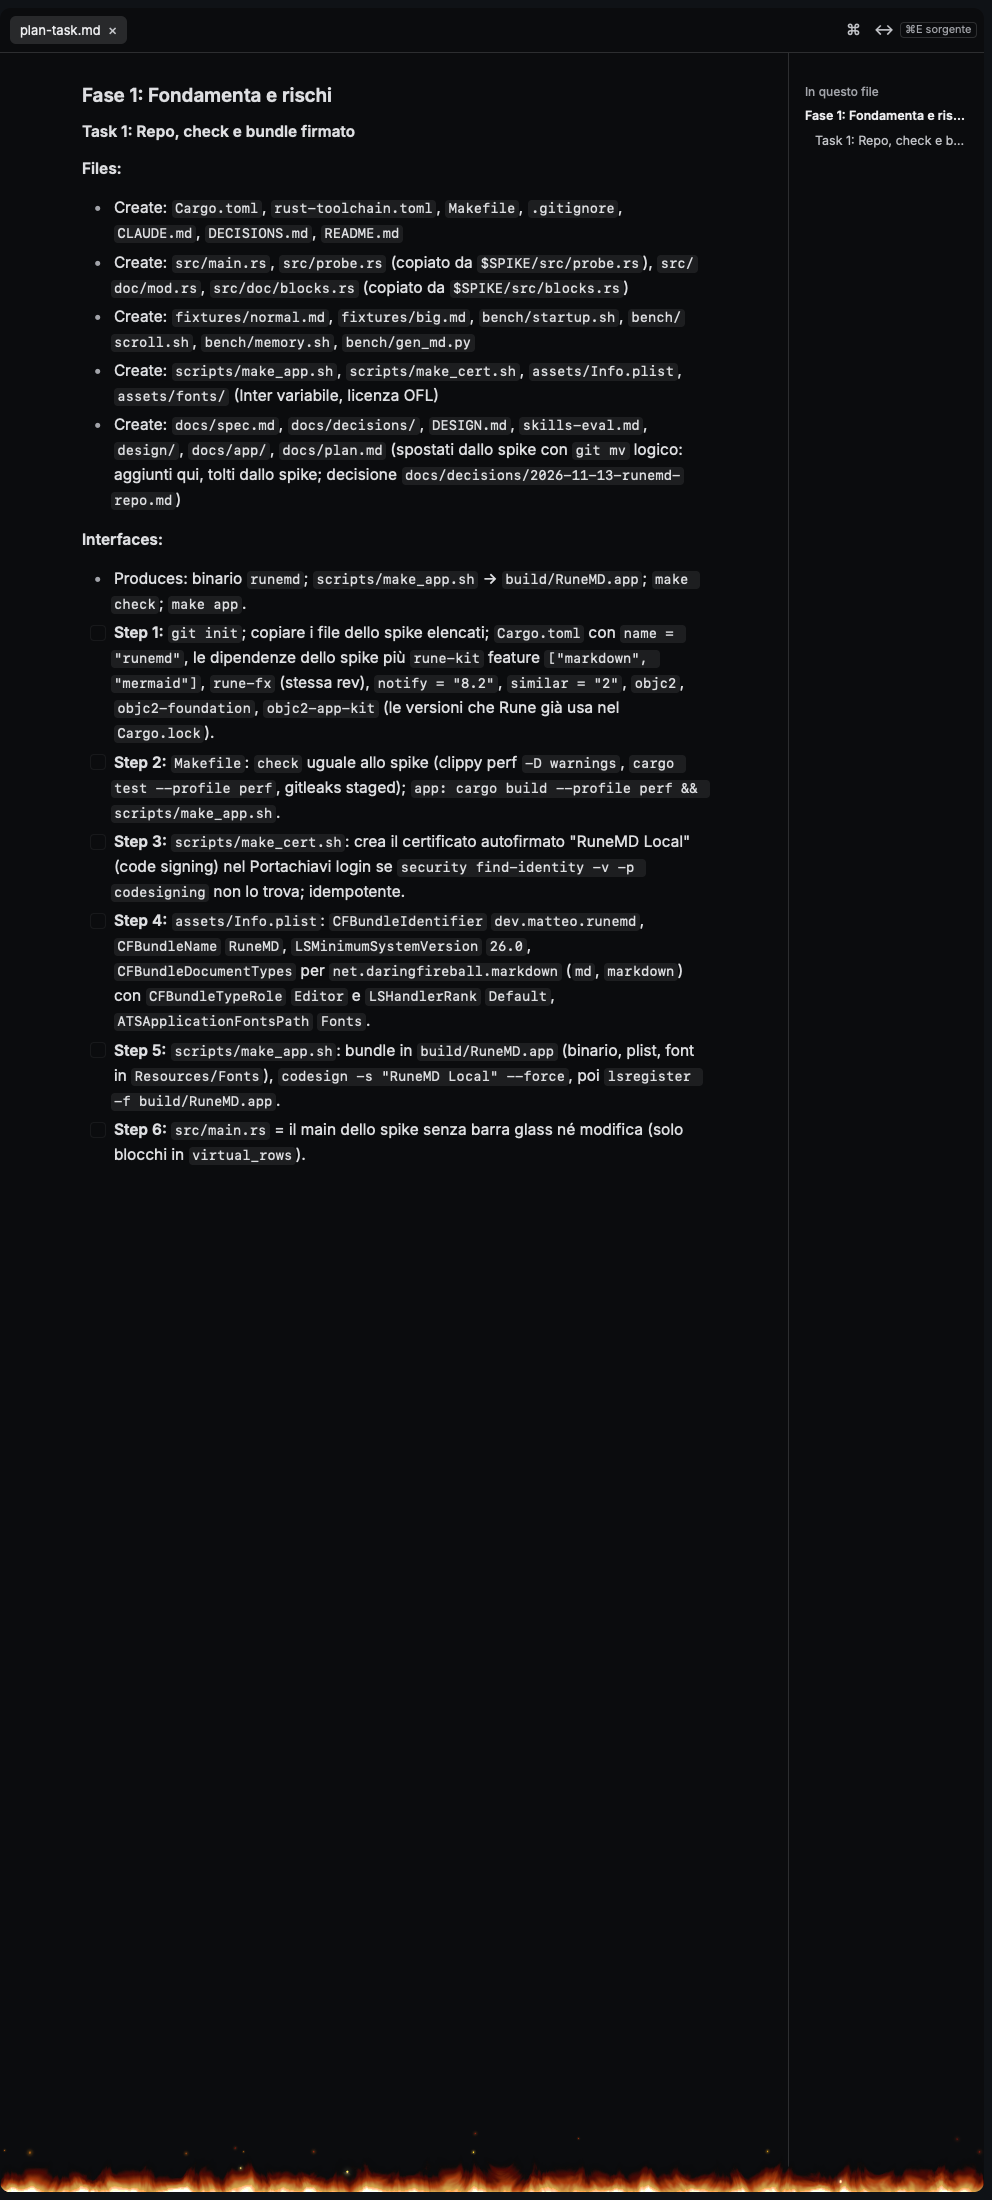 plan-task.md ×
⌘ ↔ ⌘E sorgente
Fase 1: Fondamenta e rischi
Task 1: Repo, check e bundle firmato
Files:
• Create: Cargo.toml, rust-toolchain.toml, Makefile, .gitignore,
CLAUDE.md, DECISIONS.md, README.md
• Create: src/main.rs, src/probe.rs (copiato da $SPIKE/src/probe.rs), src/
doc/mod.rs, src/doc/blocks.rs (copiato da $SPIKE/src/blocks.rs)
• Create: fixtures/normal.md, fixtures/big.md, bench/startup.sh, bench/
scroll.sh, bench/memory.sh, bench/gen_md.py
• Create: scripts/make_app.sh, scripts/make_cert.sh, assets/Info.plist,
assets/fonts/ (Inter variabile, licenza OFL)
• Create: docs/spec.md, docs/decisions/, DESIGN.md, skills-eval.md,
design/, docs/app/, docs/plan.md (spostati dallo spike con git mv logico:
aggiunti qui, tolti dallo spike; decisione docs/decisions/2026-11-13-runemd-
repo.md)
Interfaces:
• Produces: binario runemd; scripts/make_app.sh → build/RuneMD.app; make
check; make app.
Step 1: git init; copiare i file dello spike elencati; Cargo.toml con name =
"runemd", le dipendenze dello spike più rune-kit feature ["markdown",
"mermaid"], rune-fx (stessa rev), notify = "8.2", similar = "2", objc2,
objc2-foundation, objc2-app-kit (le versioni che Rune già usa nel
Cargo.lock).
Step 2: Makefile: check uguale allo spike (clippy perf -D warnings, cargo
test --profile perf, gitleaks staged); app: cargo build --profile perf &&
scripts/make_app.sh.
Step 3: scripts/make_cert.sh: crea il certificato autofirmato "RuneMD Local"
(code signing) nel Portachiavi login se security find-identity -v -p
codesigning non lo trova; idempotente.
Step 4: assets/Info.plist: CFBundleIdentifier dev.matteo.runemd,
CFBundleName RuneMD, LSMinimumSystemVersion 26.0,
CFBundleDocumentTypes per net.daringfireball.markdown (md, markdown)
con CFBundleTypeRole Editor e LSHandlerRank Default,
ATSApplicationFontsPath Fonts.
Step 5: scripts/make_app.sh: bundle in build/RuneMD.app (binario, plist, font
in Resources/Fonts), codesign -s "RuneMD Local" --force, poi lsregister
-f build/RuneMD.app.
Step 6: src/main.rs = il main dello spike senza barra glass né modifica (solo
blocchi in virtual_rows).
In questo file
Fase 1: Fondamenta e ris...
Task 1: Repo, check e b...